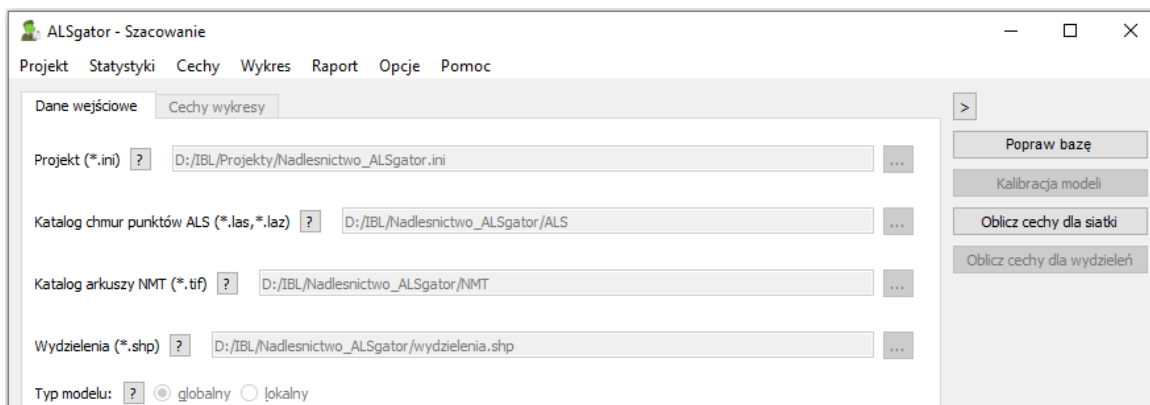 ALSgator - Szacowanie
Projekt Statystyki Cechy Wykres Raport Opcje Pomoc
Dane wejściowe Cechy wykresy
>
Projekt (*.ini) ? D:/IBL/Projekty/Nadlesnictwo_ALSgator.ini ...
Popraw bazę
Kalibracja modeli
Katalog chmur punktów ALS (*.las,*.laz) ? D:/IBL/Nadlesnictwo_ALSgator/ALS ...
Oblicz cechy dla siatki
Oblicz cechy dla wydzieleń
Katalog arkuszy NMT (*.tif) ? D:/IBL/Nadlesnictwo_ALSgator/NMT ...
Wydzielenia (*.shp) ? D:/IBL/Nadlesnictwo_ALSgator/wydzielenia.shp ...
Typ modelu: ? globalny lokalny